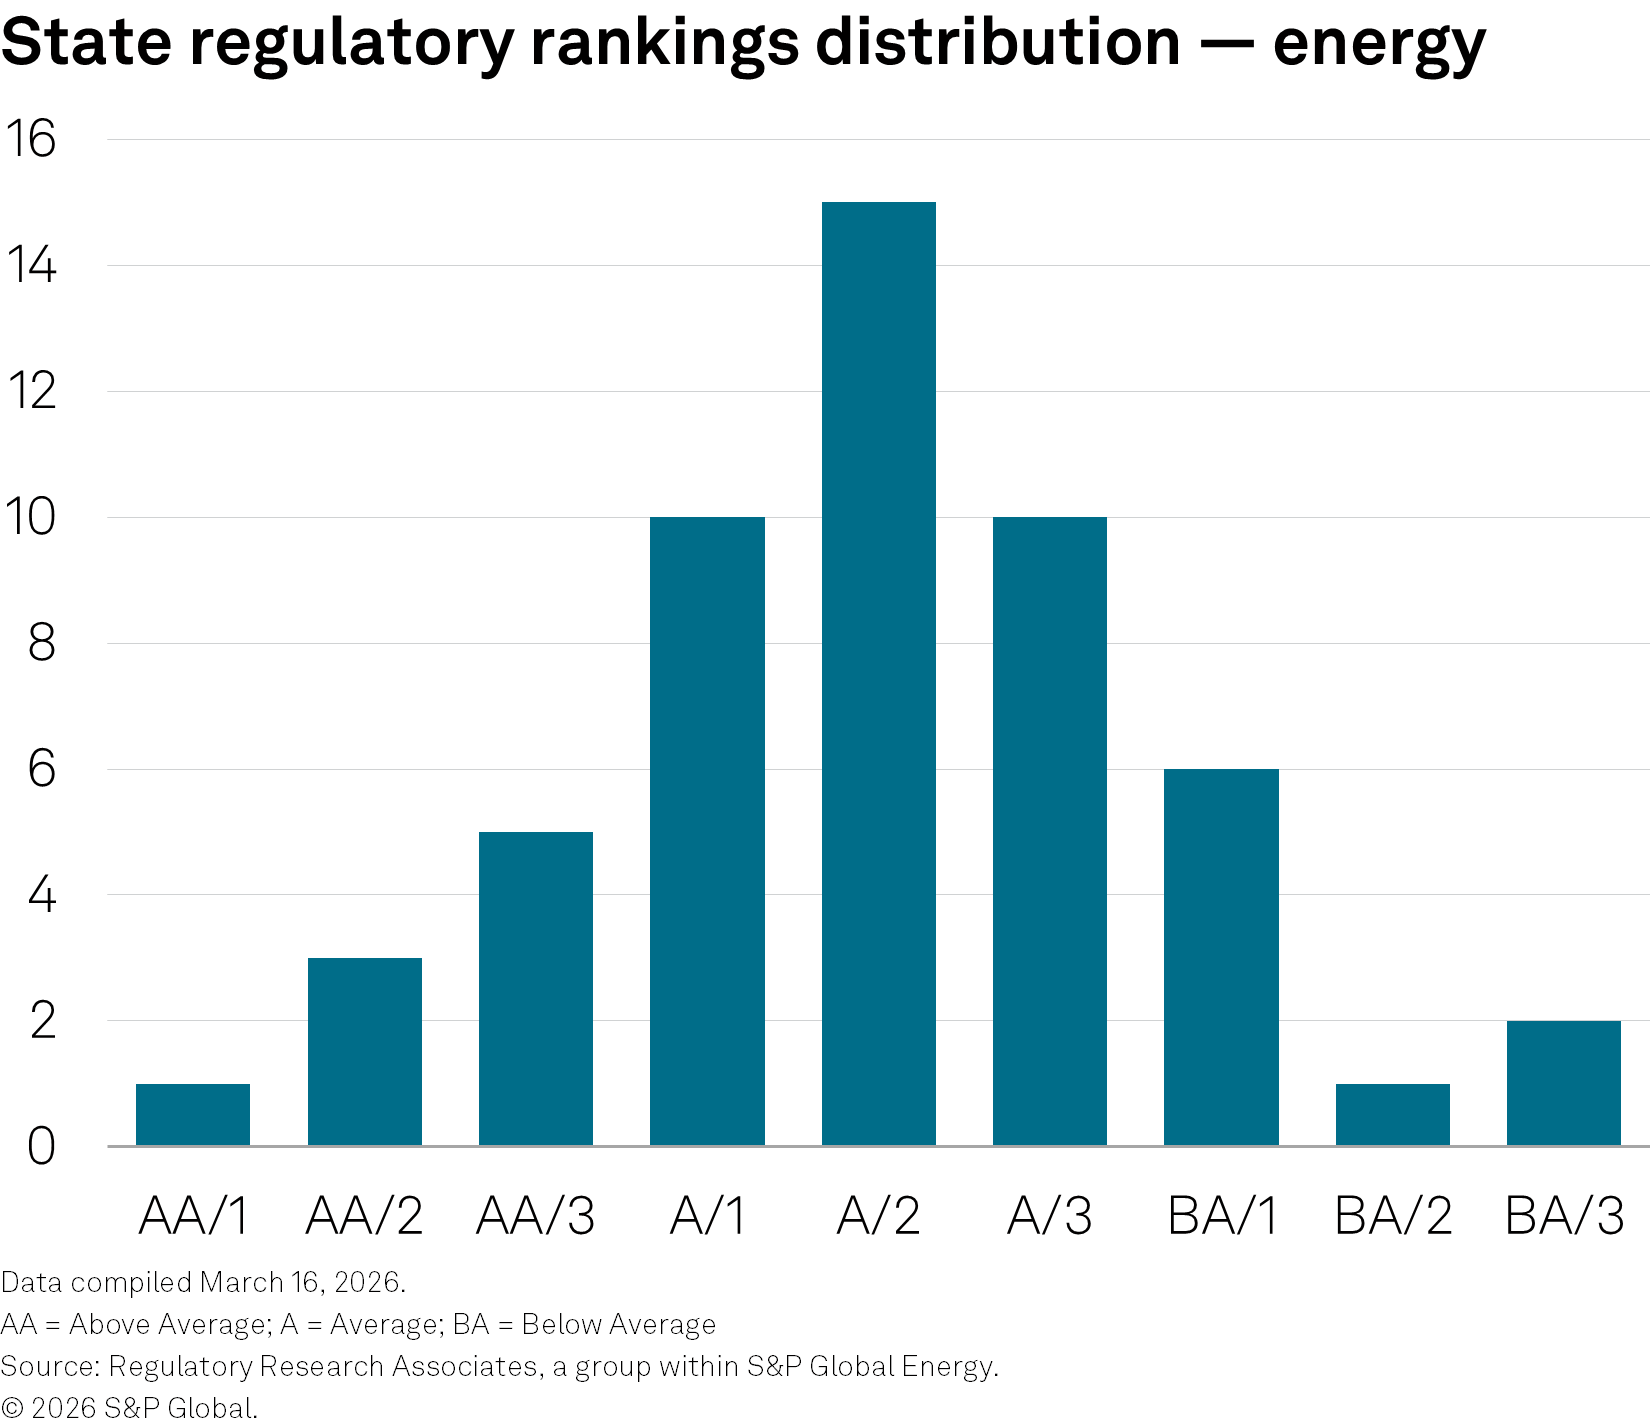 State regulatory rankings distribution — energy
16
14
12
10
8
6
4
2
0
AA/1 AA/2 AA/3 A/1 A/2 A/3 BA/1 BA/2 BA/3
Data compiled March 16, 2026.
AA = Above Average; A = Average; BA = Below Average
Source: Regulatory Research Associates, a group within S&P Global Energy.
© 2026 S&P Global.